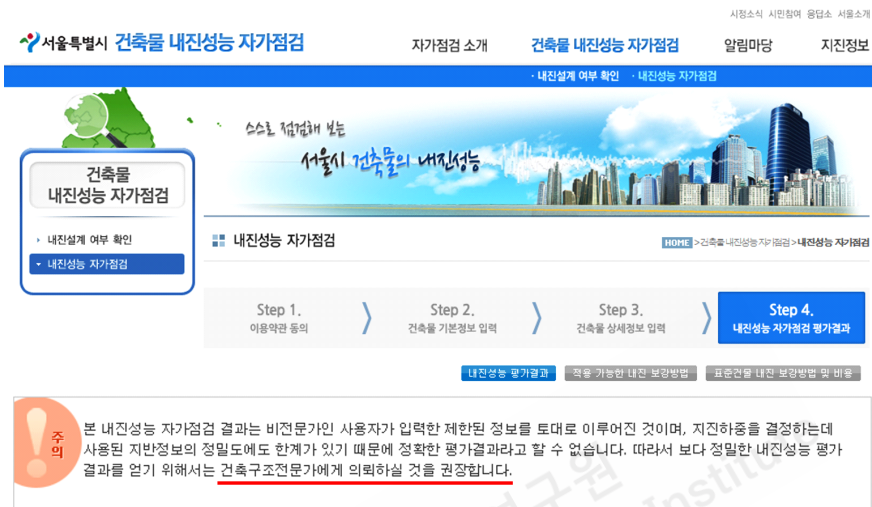 시정소식 시민참여 응답소 서울소개
서울특별시 건축물 내진성능 자가점검
자가점검 소개 건축물 내진성능 자가점검 알림마당 지진정보
· 내진설계 여부 확인 · 내진성능 자가점검
스스로 점검해 보는
서울시 건축물의 내진성능
건축물
내진성능 자가점검
내진설계 여부 확인
내진성능 자가점검
내진성능 자가점검
HOME >건축물 내진성능 자가점검>내진성능 자가점검
Step 1. Step 2. Step 3. Step 4.
이용약관 동의 건축물 기본정보 입력 건축물 상세정보 입력 내진성능 자가점검 평가결과
내진성능 평가결과 적용 가능한 내진 보강방법 표준건물 내진 보강방법 및 비용
주의
본 내진성능 자가점검 결과는 비전문가인 사용자가 입력한 제한된 정보를 토대로 이루어진 것이며, 지진하중을 결정하는데
사용된 지반정보의 정밀도에도 한계가 있기 때문에 정확한 평가결과라고 할 수 없습니다. 따라서 보다 정밀한 내진성능 평가
결과를 얻기 위해서는 건축구조전문가에게 의뢰하실 것을 권장합니다.
연구원
Institute